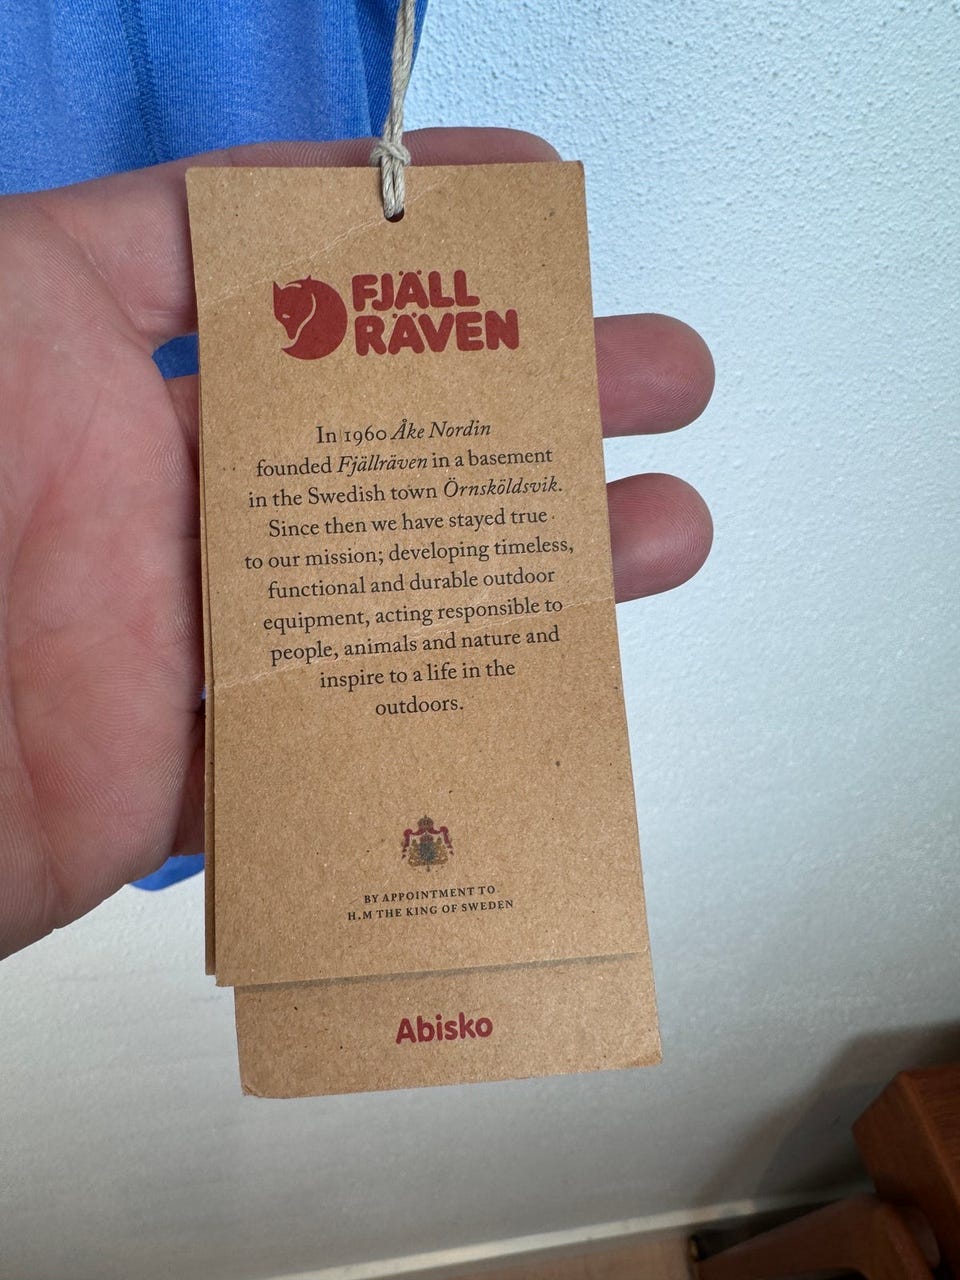 FJÄLL
RÄVEN
In 1960 Åke Nordin
founded Fjällräven in a basement
in the Swedish town Örnsköldsvik.
Since then we have stayed true
to our mission; developing timeless,
functional and durable outdoor
equipment, acting responsible to
people, animals and nature and
inspire to a life in the
outdoors.
BY APPOINTMENT TO
H.M THE KING OF SWEDEN
Abisko